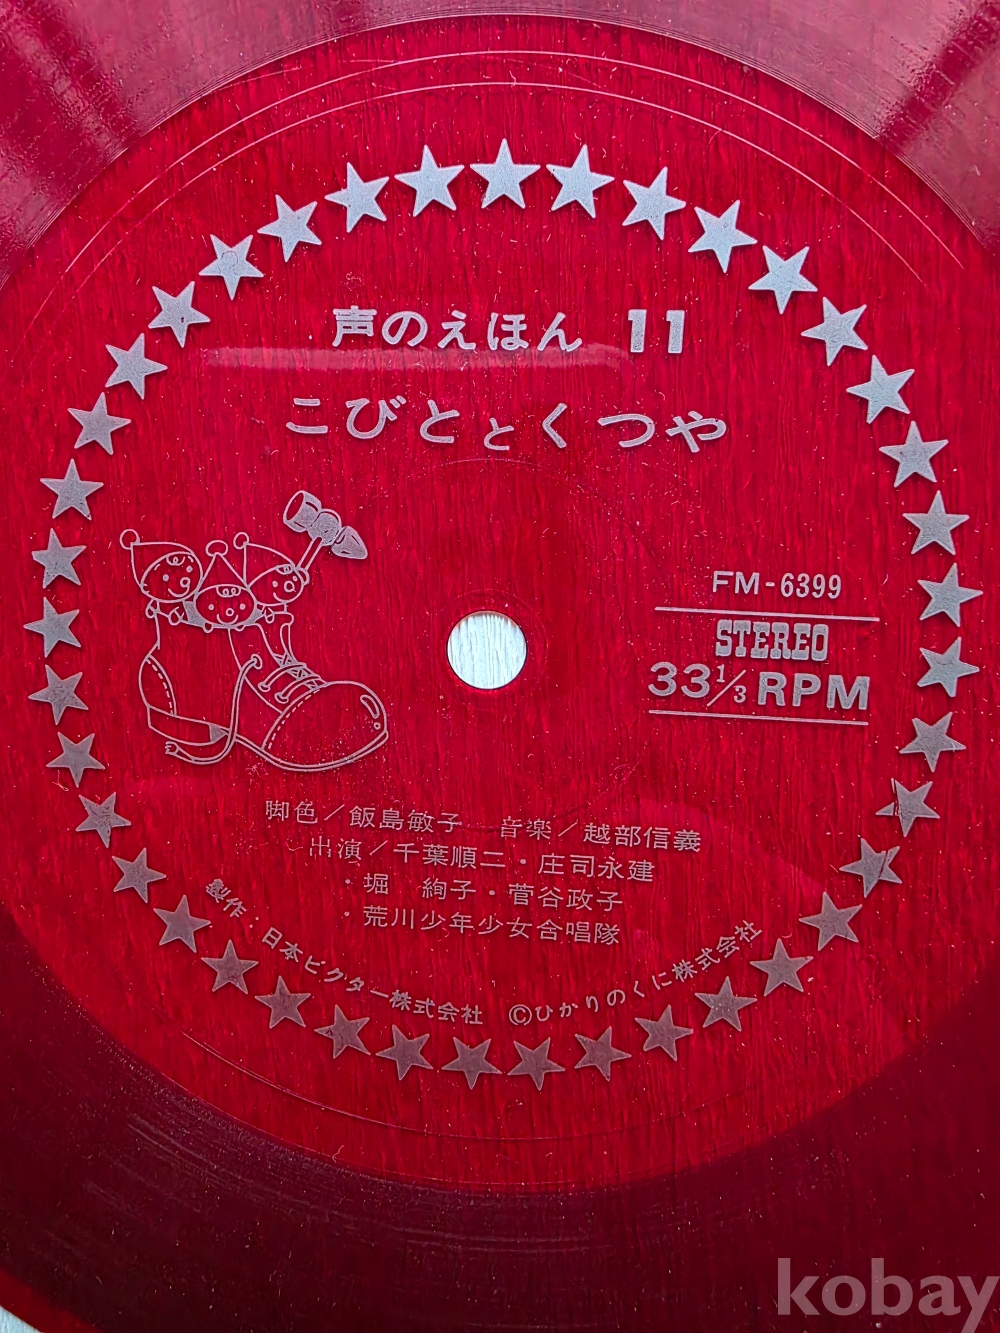 声のえほん 11
こびととくつや
FM-6399
STEREO
33 1/3 RPM
脚色／飯島敏子　音楽／越部信義
出演／千葉順二・庄司永建
・堀　絢子・菅谷政子
・荒川少年少女合唱隊
製作：日本ビクター株式会社　©ひかりのくに株式会社
kobay